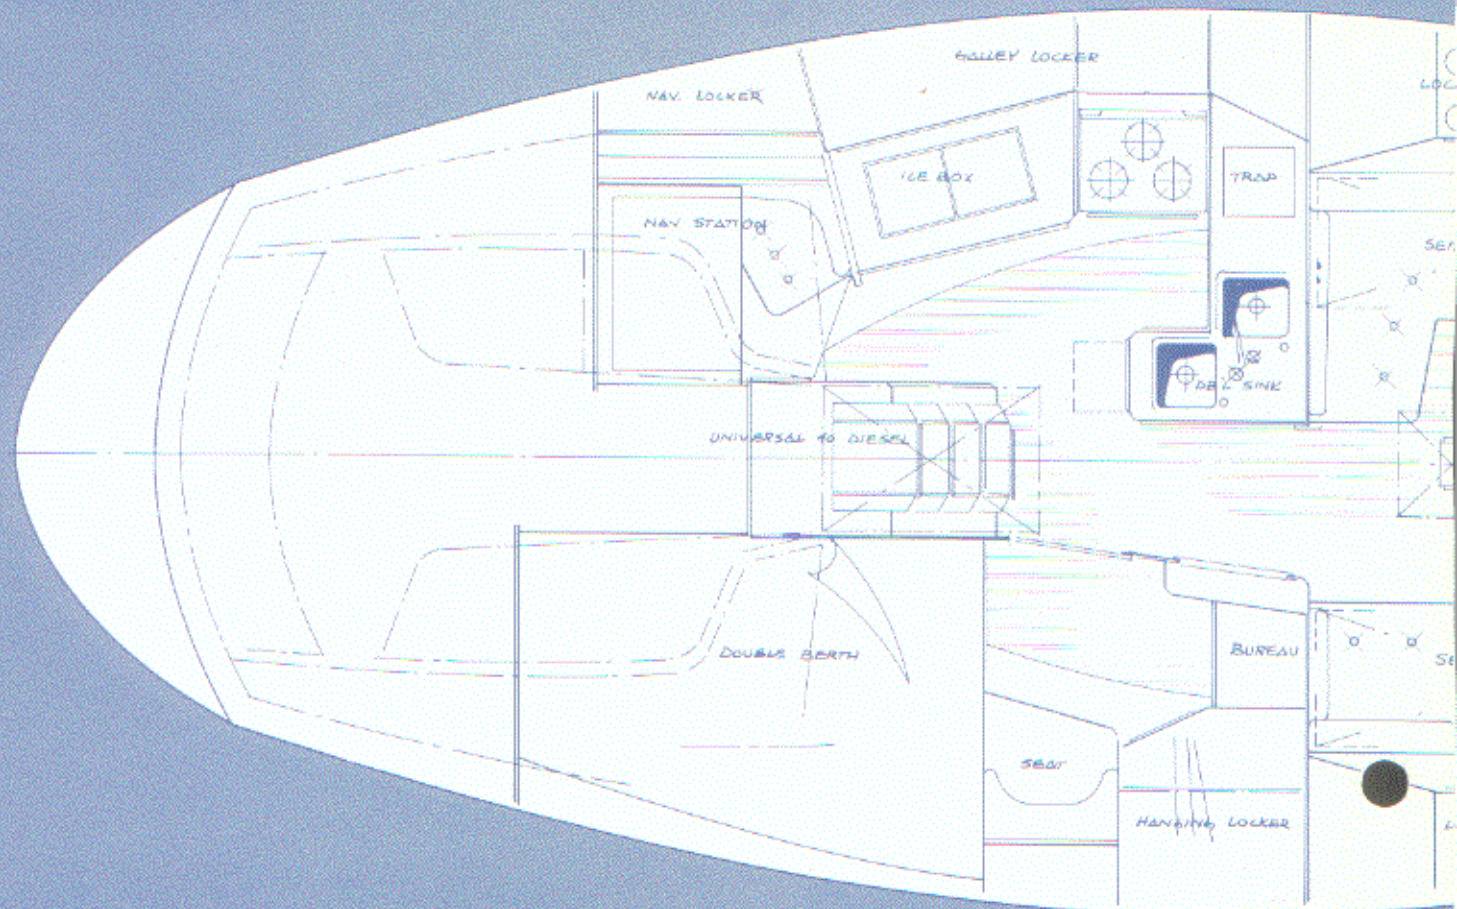 GALLEY LOCKER
NAV. LOCKER
ICE BOX
TRAP
NAV STATION
DBL SINK
UNIVERSAL 40 DIESEL
DOUBLE BERTH
BUREAU
SEAT
HANGING LOCKER